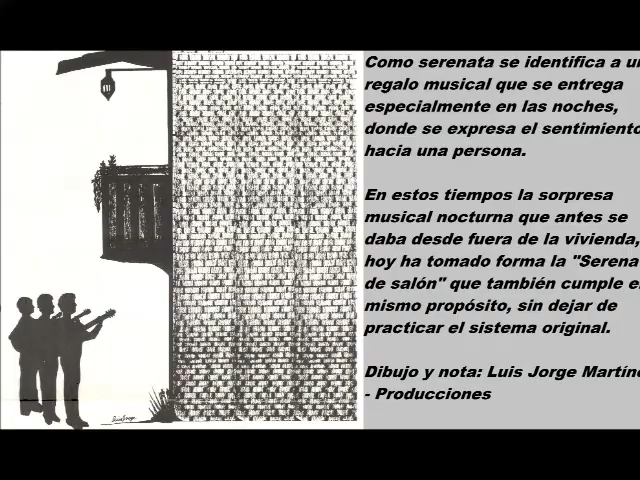 Como serenata se identifica a un
regalo musical que se entrega
especialmente en las noches,
donde se expresa el sentimiento
hacia una persona.
En estos tiempos la sorpresa
musical nocturna que antes se
daba desde fuera de la vivienda,
hoy ha tomado forma la "Serena
de salón" que también cumple e
mismo propósito, sin dejar de
practicar el sistema original.
Dibujo y nota: Luis Jorge Martíne
- Producciones